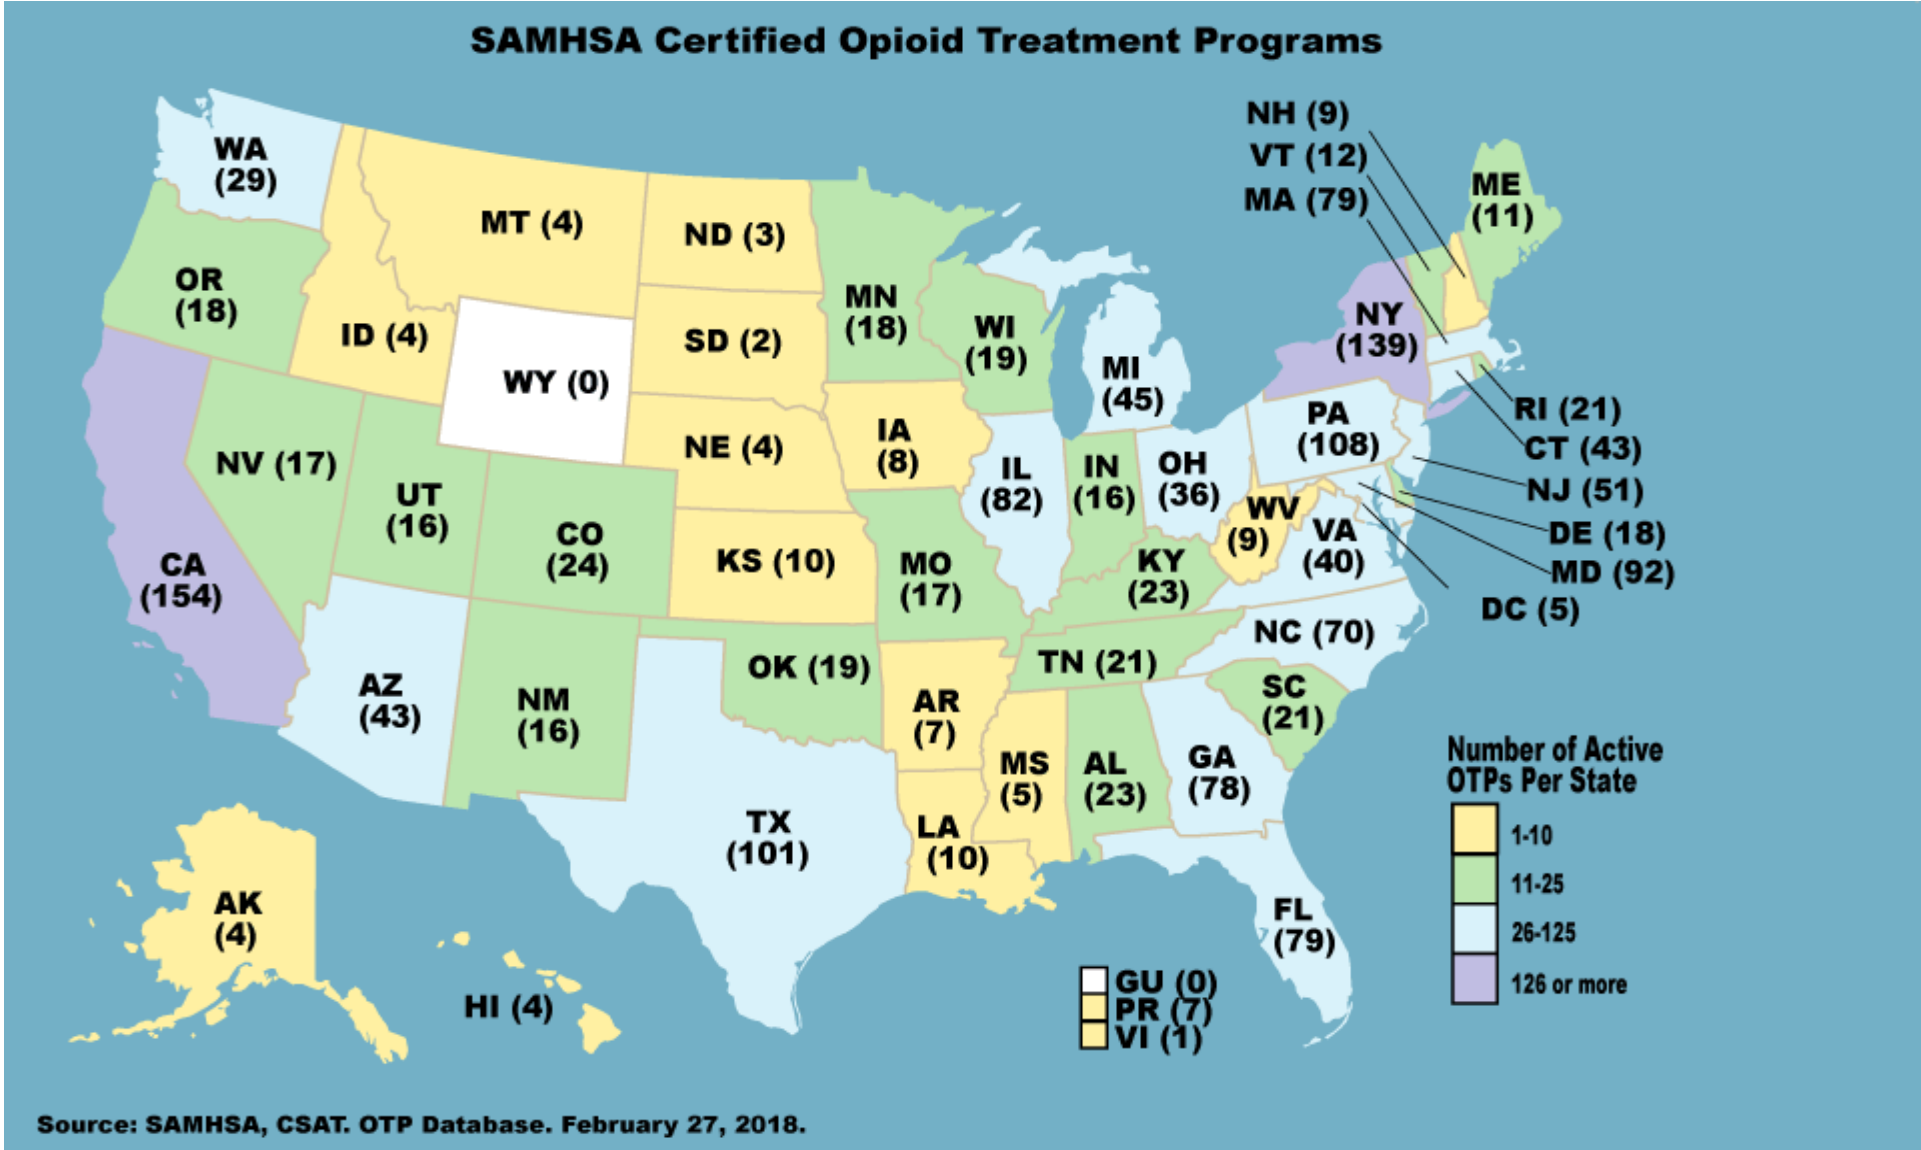 SAMHSA Certified Opioid Treatment Programs
NH (9)
VT (12)
MA (79)
ME
(11)
WA
(29)
MT (4)
ND (3)
OR
(18)
ID (4)
WY (0)
SD (2)
MN
(18)
WI
(19)
MI
(45)
NY
(139)
RI (21)
CT (43)
NJ (51)
DE (18)
MD (92)
DC (5)
PA
(108)
NV (17)
UT
(16)
CO
(24)
NE (4)
IA
(8)
IL
(82)
IN
(16)
OH
(36)
WV
(9)
VA
(40)
CA
(154)
KS (10)
MO
(17)
KY
(23)
NC (70)
TN (21)
SC
(21)
AZ
(43)
NM
(16)
OK (19)
AR
(7)
MS
(5)
AL
(23)
GA
(78)
TX
(101)
LA
(10)
FL
(79)
AK
(4)
HI (4)
GU (0)
PR (7)
VI (1)
Number of Active
OTPs Per State
1-10
11-25
26-125
126 or more
Source: SAMHSA, CSAT. OTP Database. February 27, 2018.